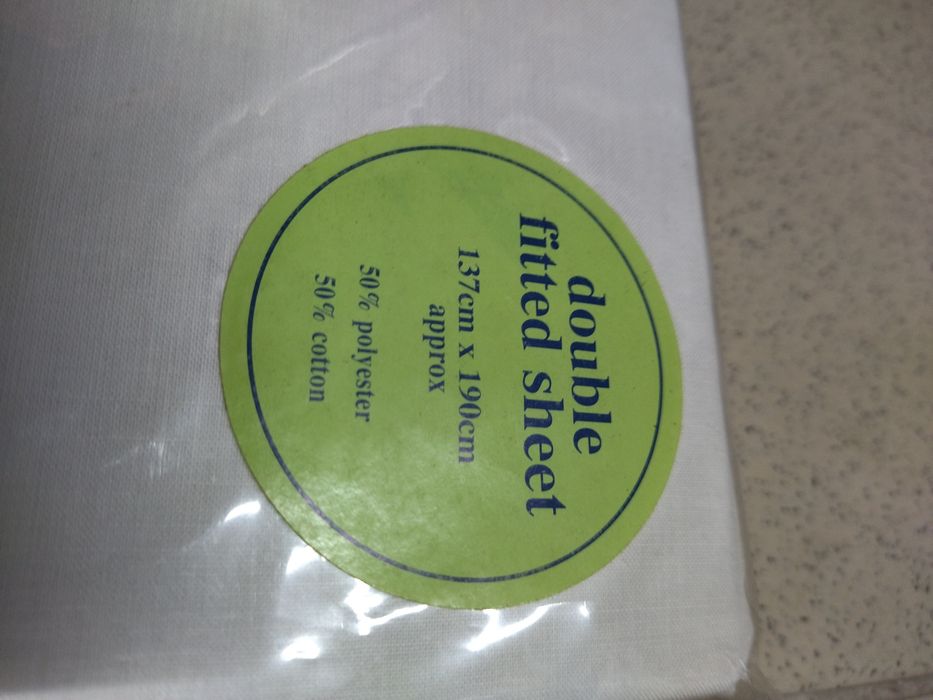 double
fitted sheet
137cm x 190cm
approx
50% polyester
50% cotton